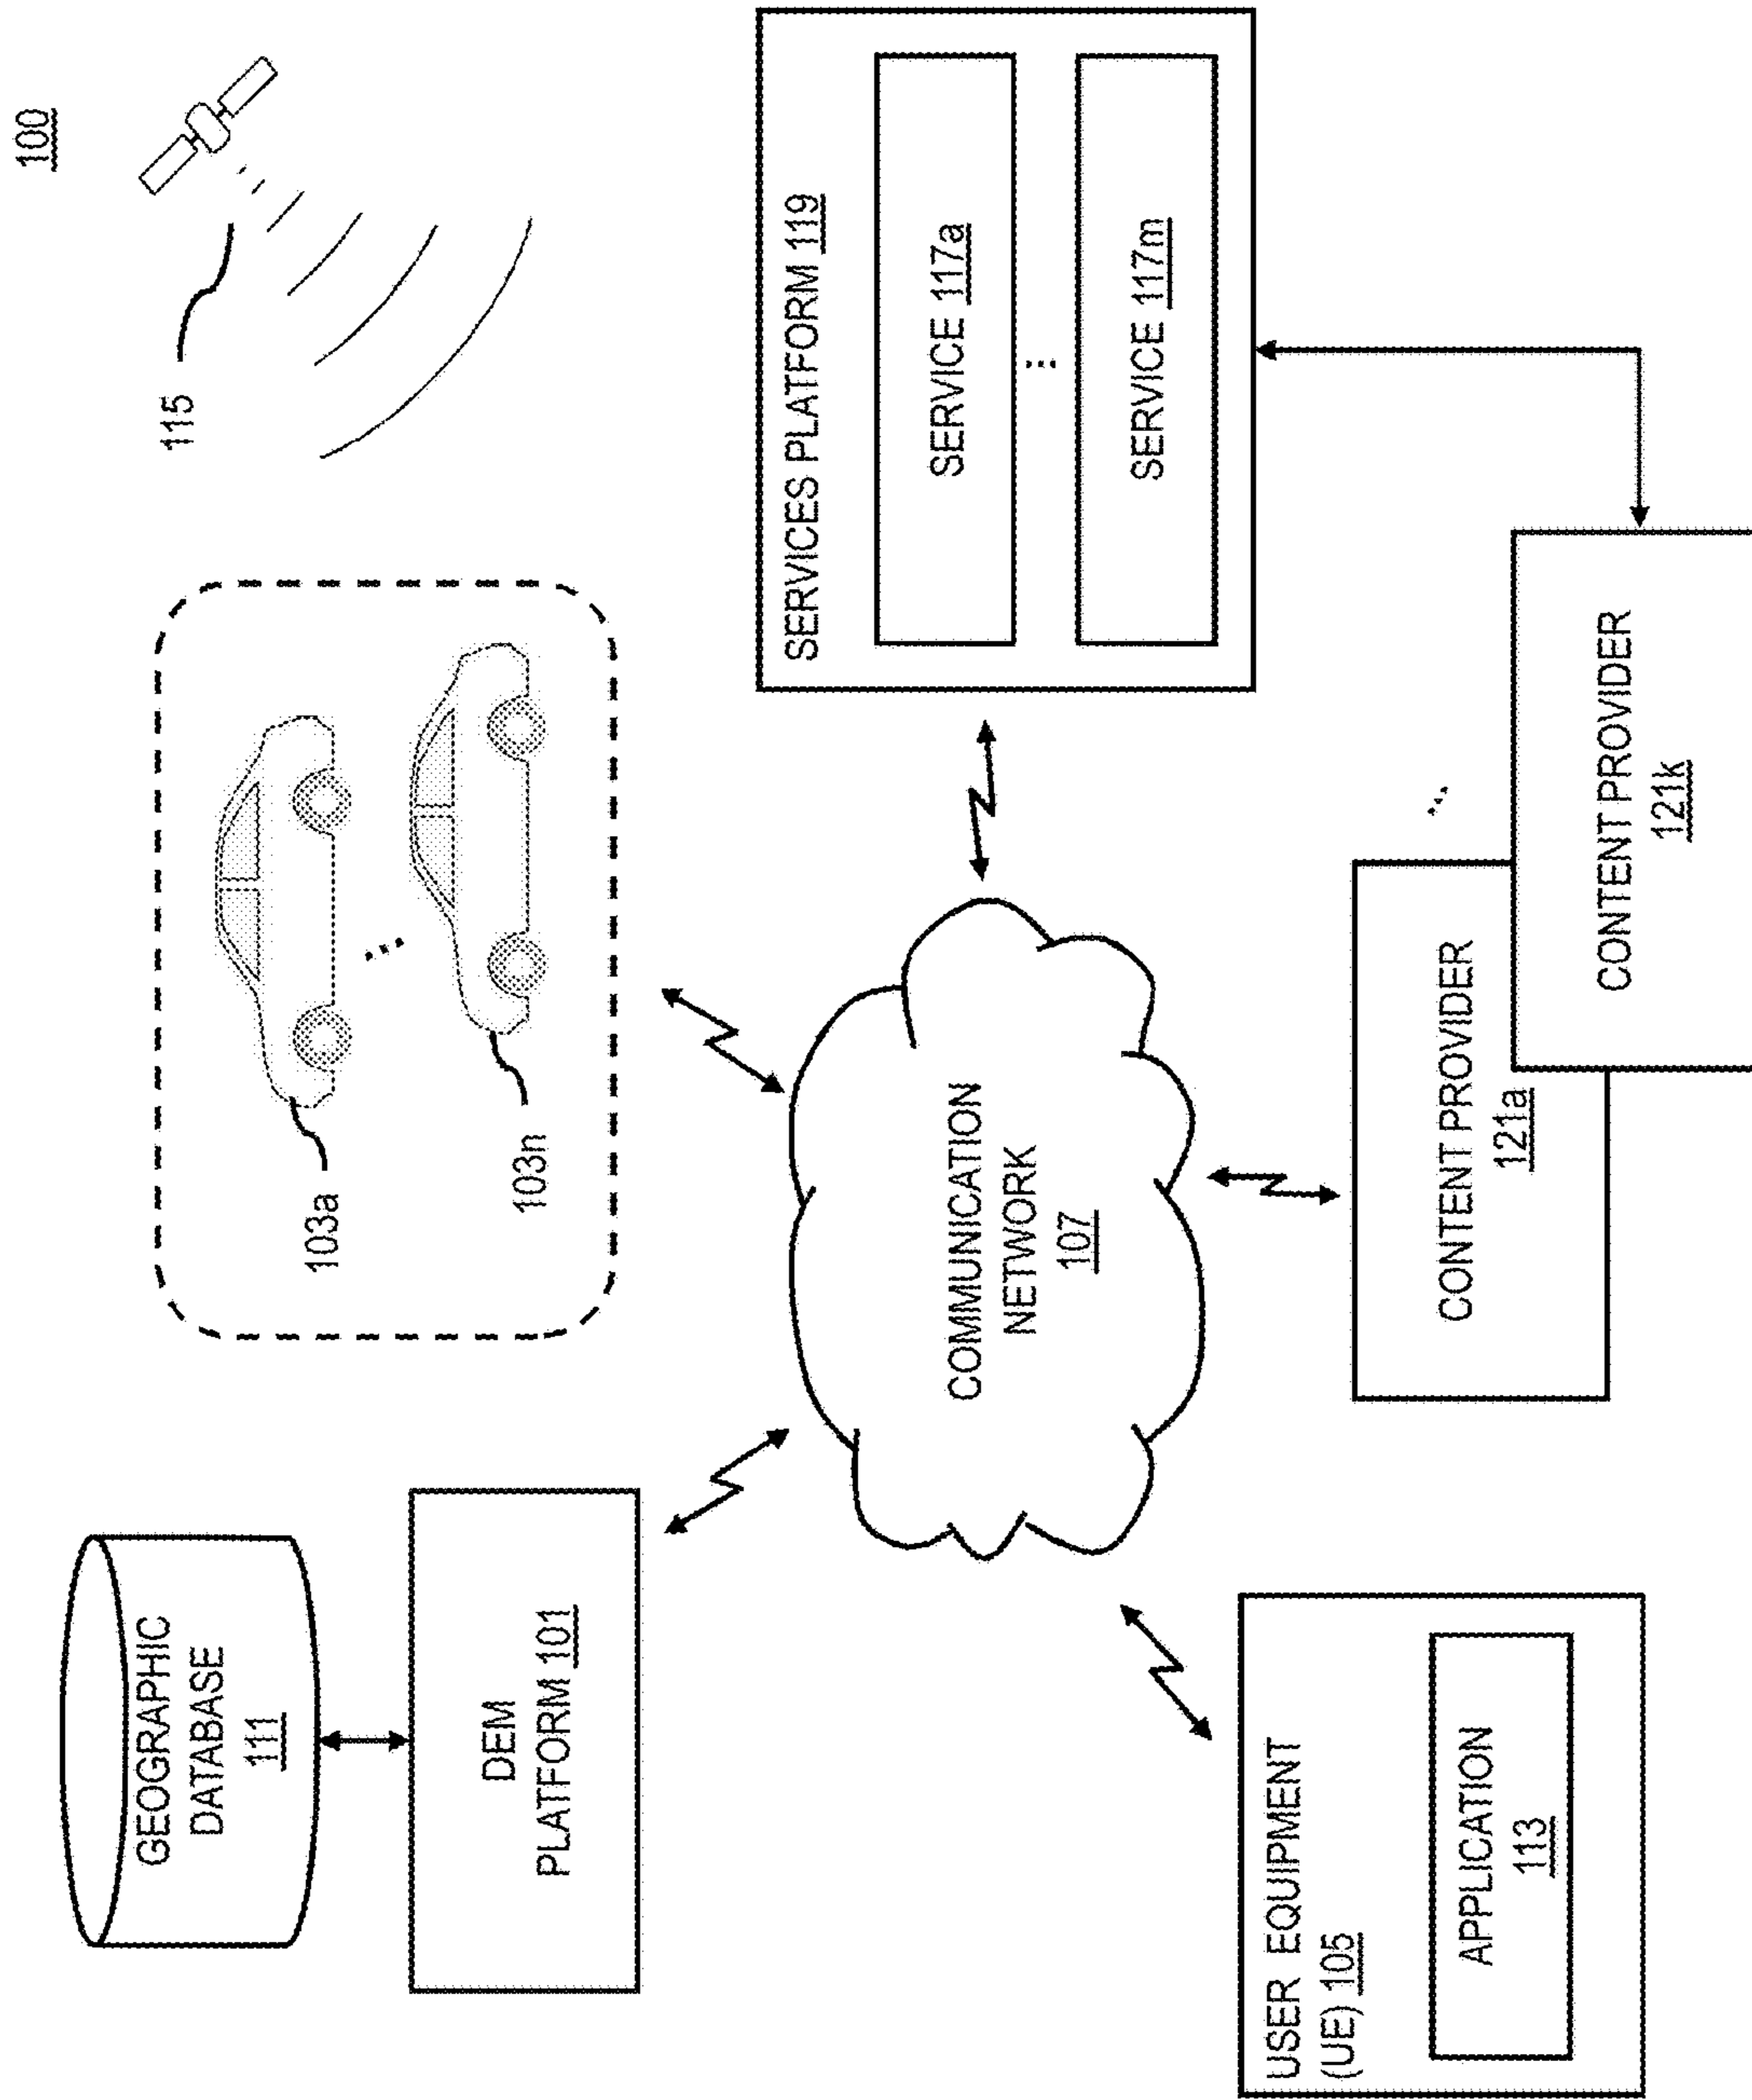 100
GEOGRAPHIC
DATABASE
111
DEM
PLATFORM 101
103a
103n
115
COMMUNICATION
NETWORK
107
SERVICES PLATFORM 119
SERVICE 117a
...
SERVICE 117m
USER EQUIPMENT
(UE) 105
APPLICATION
113
CONTENT PROVIDER
121a
...
CONTENT PROVIDER
121k